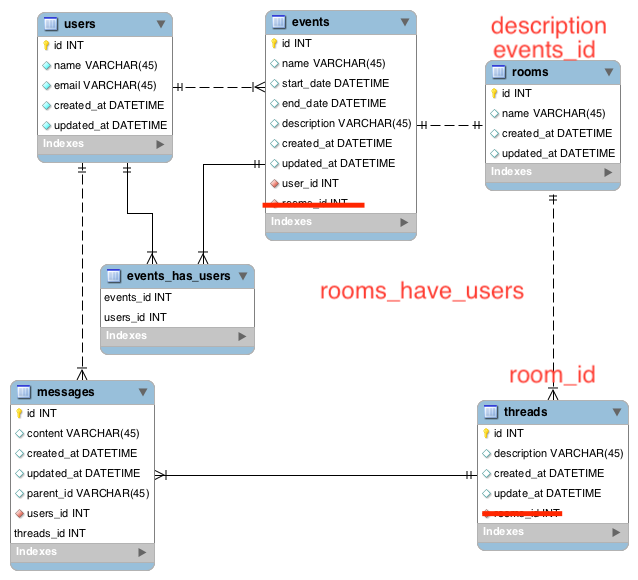 users
id INT
name VARCHAR(45)
email VARCHAR(45)
created_at DATETIME
updated_at DATETIME
Indexes
events
id INT
name VARCHAR(45)
start_date DATETIME
end_date DATETIME
description VARCHAR(45)
created_at DATETIME
updated_at DATETIME
user_id INT
rooms_id INT
Indexes
description
events_id
rooms
id INT
name VARCHAR(45)
created_at DATETIME
updated_at DATETIME
Indexes
events_has_users
events_id INT
users_id INT
Indexes
rooms_have_users
messages
id INT
content VARCHAR(45)
created_at DATETIME
updated_at DATETIME
parent_id VARCHAR(45)
users_id INT
threads_id INT
Indexes
room_id
threads
id INT
description VARCHAR(45)
created_at DATETIME
update_at DATETIME
rooms_id INT
Indexes